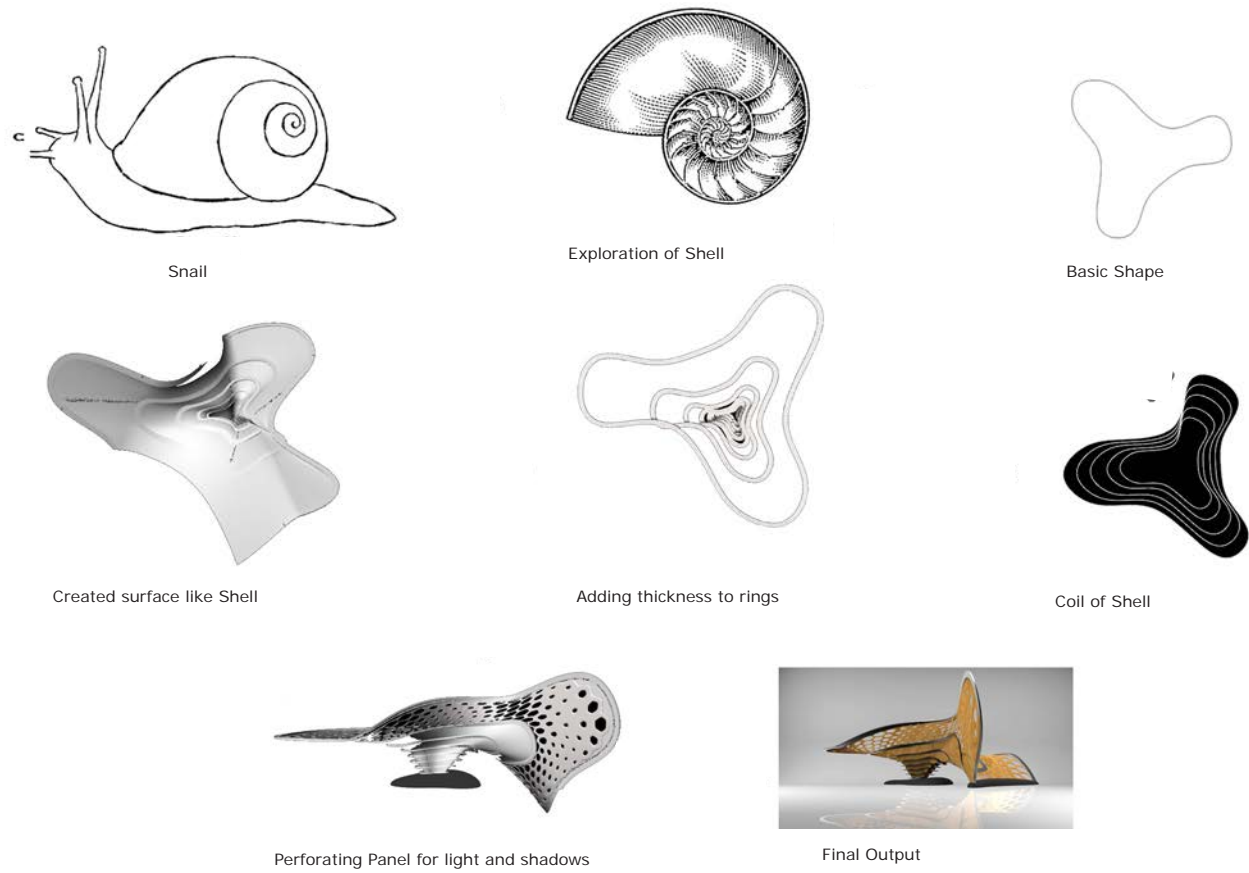 Snail
Exploration of Shell
Basic Shape
Created surface like Shell
Adding thickness to rings
Coil of Shell
Perforating Panel for light and shadows
Final Output